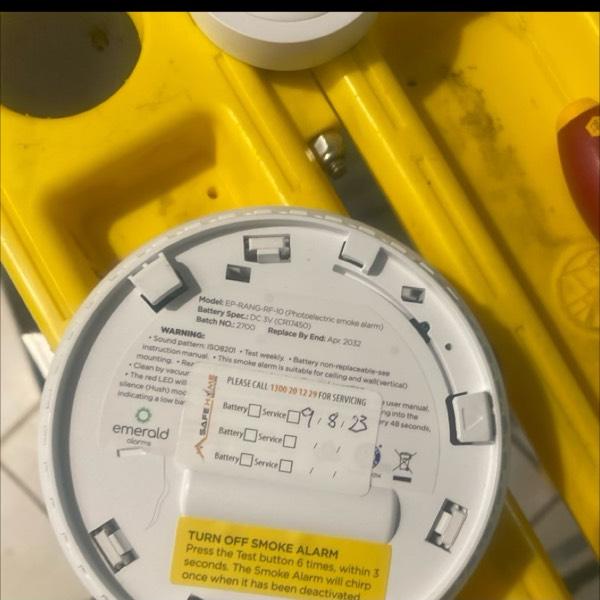 Model: EP-RANG-RF-10 (Photoelectric smoke alarm)
Battery Spec.: DC 3V (CR17450)
Batch NO.: 2700 Replace By End: Apr. 2032
WARNING:
• Sound pattern: ISO8201 • Test weekly. • Battery non-replaceable-see
instruction manual. • This smoke alarm is suitable for ceiling and wall(vertical)
mounting. user manual.
• Clean by vacuum ng into the
• The red LED will ery 48 seconds,
silence (Hush) mod
indicating a low ba
emerald
alarms
SAFE HOME
PLEASE CALL 1300 20 12 29 FOR SERVICING
Battery Service 9 / 8 / 23
Battery Service / /
Battery Service / /
TURN OFF SMOKE ALARM
Press the Test button 6 times, within 3
seconds. The Smoke Alarm will chirp
once when it has been deactivated